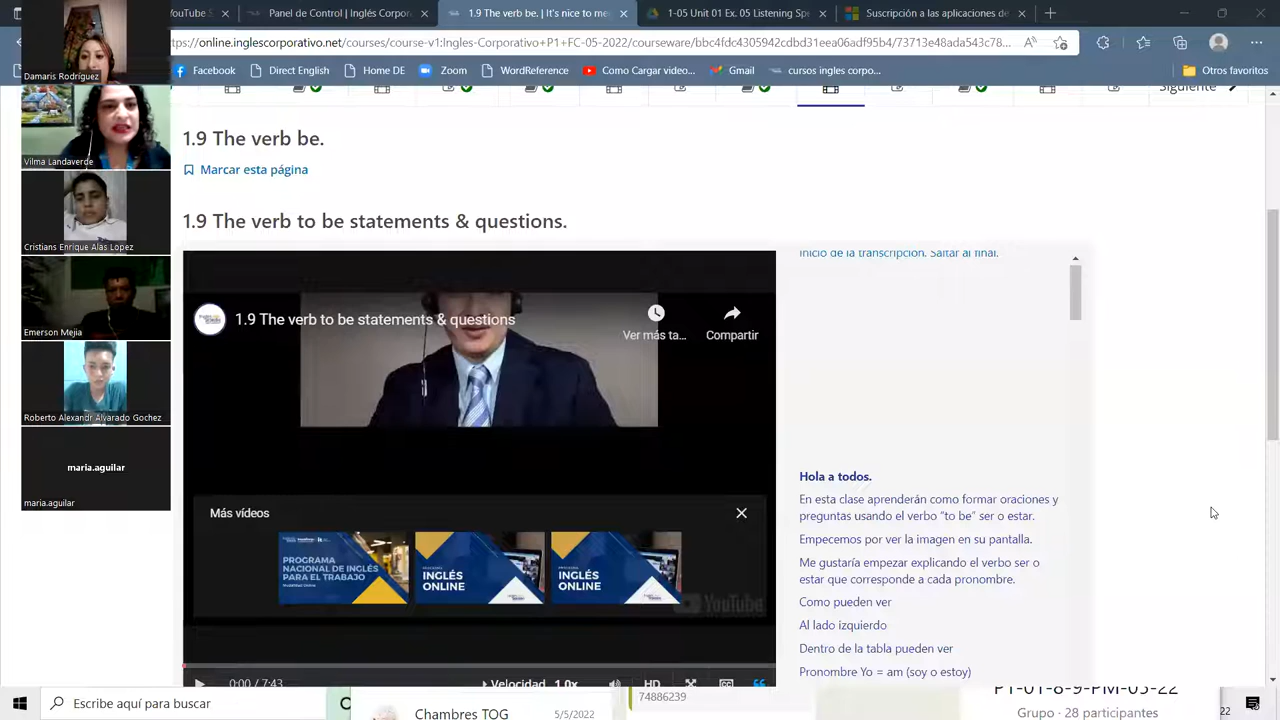 YouTube - S
Panel de Control | Inglés Corpor
1.9 The verb be. | It's nice to me
1-05 Unit 01 Ex. 05 Listening Sp
Suscripción a las aplicaciones de
ttps://online.inglescorporativo.net/courses/course-v1:Ingles-Corporativo+P1+FC-05-2022/courseware/bbc4fdc4305942cdbd31eea06adf95b4/73713e48ada543c78...
Facebook
Direct English
Home DE
Zoom
WordReference
Como Cargar video...
Gmail
cursos ingles corpo...
Otros favoritos
Siguiente
Damaris Rodríguez
Vilma Landaverde
Cristians Enrique Alas Lopez
Emerson Mejia
Roberto Alexandr Alvarado Gochez
maria.aguilar
maria.aguilar
1.9 The verb be.
Marcar esta página
1.9 The verb to be statements & questions.
1.9 The verb to be statements & questions
Ver más ta...
Compartir
Más vídeos
PROGRAMA
NACIONAL DE INGLÉS
PARA EL TRABAJO
INGLÉS
ONLINE
INGLÉS
ONLINE
YouTube
0:00 / 7:43
Velocidad 1.0x
HD
Inicio de la transcripción. Saltar al final.
Hola a todos.
En esta clase aprenderán como formar oraciones y
preguntas usando el verbo "to be" ser o estar.
Empecemos por ver la imagen en su pantalla.
Me gustaría empezar explicando el verbo ser o
estar que corresponde a cada pronombre.
Como pueden ver
Al lado izquierdo
Dentro de la tabla pueden ver
Pronombre Yo = am (soy o estoy)
Escribe aquí para buscar
Chambres TOG
5/5/2022
74886239
P1-01-8-9-PM-05-22
Grupo · 28 participantes
22